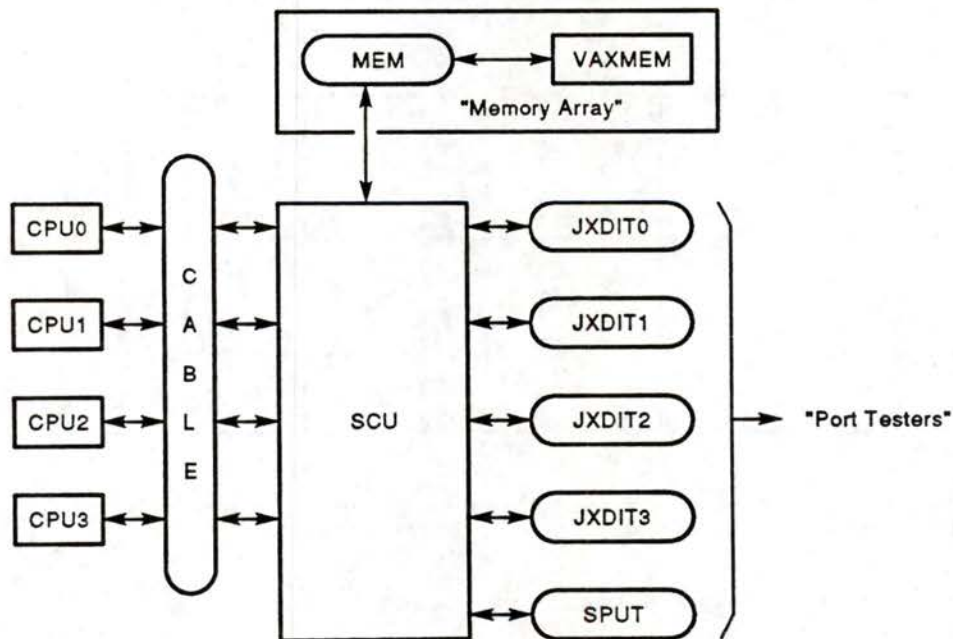 MEM
VAXMEM
"Memory Array"
CPU0
CPU1
CPU2
CPU3
C
A
B
L
E
SCU
JXDIT0
JXDIT1
JXDIT2
JXDIT3
SPUT
"Port Testers"